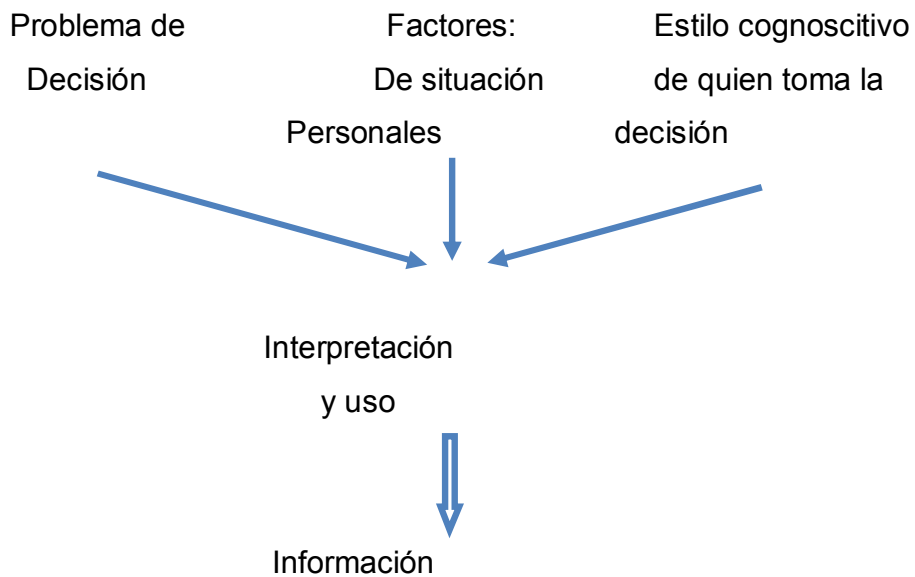 Problema de
Decisión
Factores:
De situación
Personales
Estilo cognoscitivo
de quien toma la
decisión
Interpretación
y uso
Información